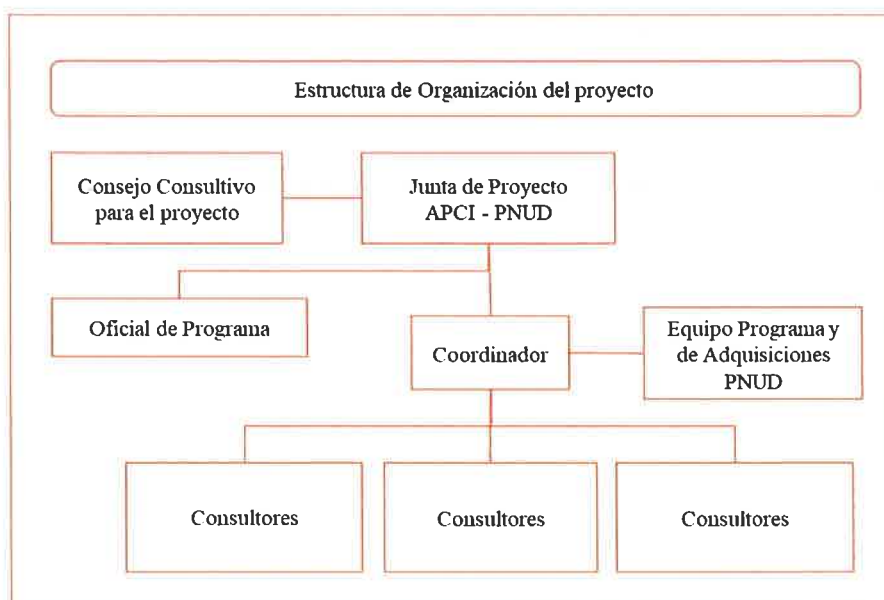 Estructura de Organización del proyecto
Consejo Consultivo
para el proyecto
Junta de Proyecto
APCI - PNUD
Oficial de Programa
Coordinador
Equipo Programa y
de Adquisiciones
PNUD
Consultores
Consultores
Consultores